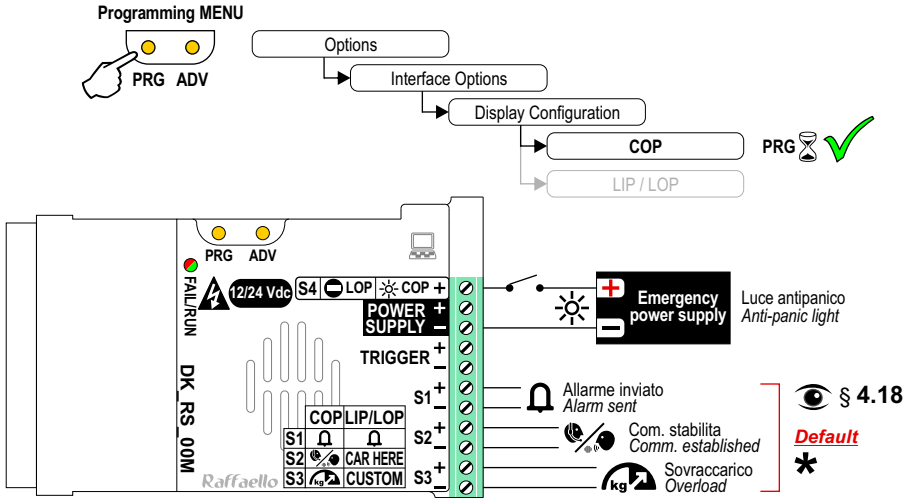 Programming MENU
PRG ADV
Options
Interface Options
Display Configuration
COP
PRG
LIP / LOP
PRG ADV
FAIL/RUN
12/24 Vdc
S4 LOP COP +
POWER +
SUPPLY –
TRIGGER +
–
S1 +
–
S2 +
–
S3 +
–
DK_RS_00M
COP LIP/LOP
S1
S2 CAR HERE
S3 kg CUSTOM
Raffaello
+
–
Emergency
power supply
Luce antipanico
Anti-panic light
Allarme inviato
Alarm sent
Com. stabilita
Comm. established
kg
Sovraccarico
Overload
§ 4.18
Default
*